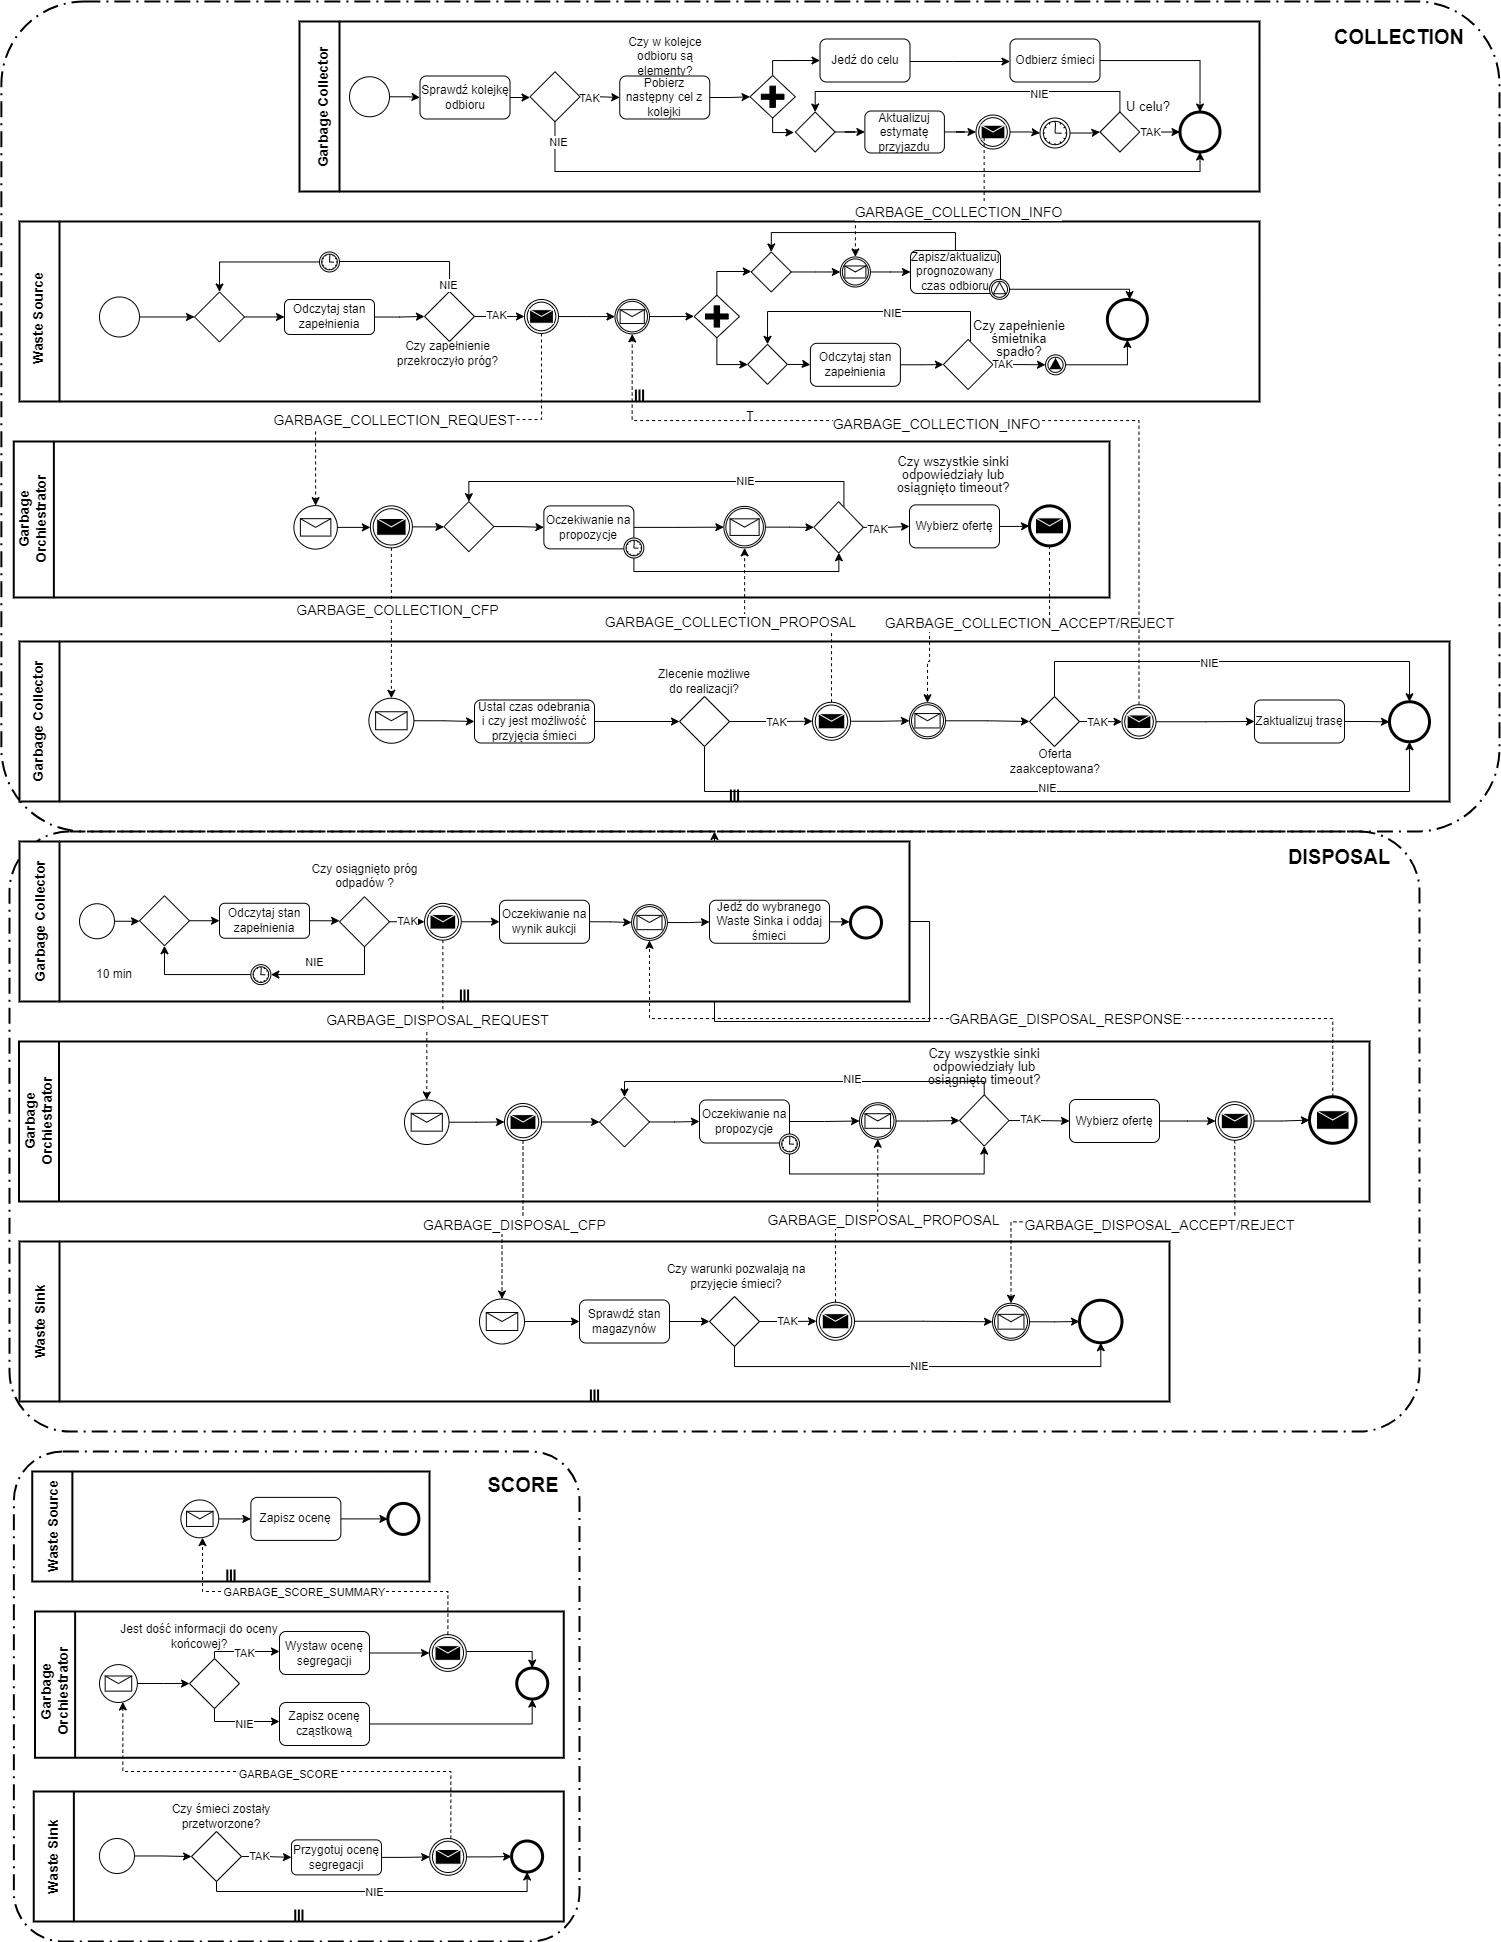 COLLECTION
Garbage Collector
Sprawdź kolejkę
odbioru
Czy w kolejce
odbioru są
elementy?
TAK
NIE
Pobierz
następny cel z
kolejki
Jedź do celu
Odbierz śmieci
NIE
Aktualizuj
estymatę
przyjazdu
U celu?
TAK
GARBAGE_COLLECTION_INFO
Waste Source
Odczytaj stan
zapełnienia
NIE
TAK
Czy zapełnienie
przekroczyło próg?
Zapisz/aktualizuj
prognozowany
czas odbioru
NIE
Odczytaj stan
zapełnienia
Czy zapełnienie
śmietnika
spadło?
TAK
GARBAGE_COLLECTION_REQUEST
T
GARBAGE_COLLECTION_INFO
Garbage
Orchiestrator
NIE
Oczekiwanie na
propozycje
Czy wszystkie sinki
odpowiedziały lub
osiągnięto timeout?
TAK
Wybierz ofertę
GARBAGE_COLLECTION_CFP
GARBAGE_COLLECTION_PROPOSAL
GARBAGE_COLLECTION_ACCEPT/REJECT
Garbage Collector
Ustal czas odebrania
i czy jest możliwość
przyjęcia śmieci
Zlecenie możliwe
do realizacji?
TAK
NIE
TAK
Oferta
zaakceptowana?
Zaktualizuj trasę
NIE
DISPOSAL
Garbage Collector
10 min
Odczytaj stan
zapełnienia
Czy osiągnięto próg
odpadów ?
TAK
NIE
Oczekiwanie na
wynik aukcji
Jedź do wybranego
Waste Sinka i oddaj
śmieci
GARBAGE_DISPOSAL_REQUEST
GARBAGE_DISPOSAL_RESPONSE
Garbage
Orchiestrator
NIE
Oczekiwanie na
propozycje
Czy wszystkie sinki
odpowiedziały lub
osiągnięto timeout?
TAK
Wybierz ofertę
GARBAGE_DISPOSAL_CFP
GARBAGE_DISPOSAL_PROPOSAL
GARBAGE_DISPOSAL_ACCEPT/REJECT
Waste Sink
Sprawdź stan
magazynów
Czy warunki pozwalają na
przyjęcie śmieci?
TAK
NIE
SCORE
Waste Source
Zapisz ocenę
GARBAGE_SCORE_SUMMARY
Garbage
Orchiestrator
Jest dość informacji do oceny
końcowej?
TAK
Wystaw ocenę
segregacji
NIE
Zapisz ocenę
cząstkową
GARBAGE_SCORE
Waste Sink
Czy śmieci zostały
przetworzone?
TAK
Przygotuj ocenę
segregacji
NIE